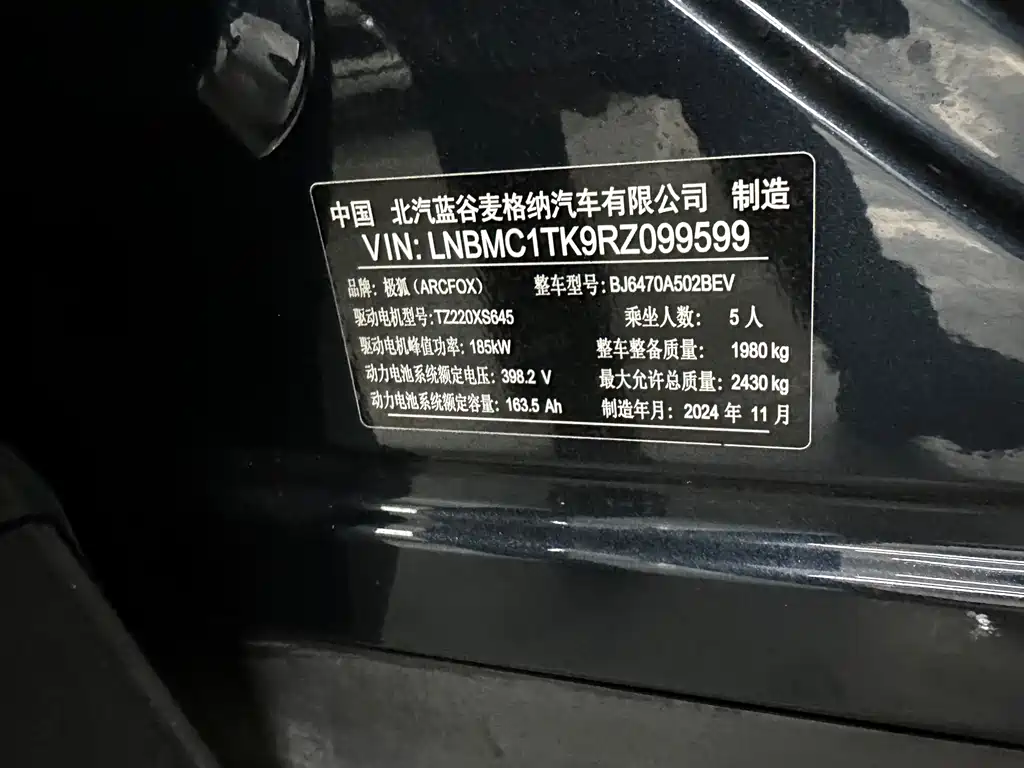 中国 北汽蓝谷麦格纳汽车有限公司 制造
VIN: LNBMC1TK9RZ099599
品牌: 极狐(ARCFOX) 整车型号: BJ6470A502BEV
驱动电机型号:TZ220XS645 乘坐人数: 5 人
驱动电机峰值功率: 185kW 整车整备质量: 1980 kg
动力电池系统额定电压: 398.2 V 最大允许总质量: 2430 kg
动力电池系统额定容量: 163.5 Ah 制造年月: 2024 年 11 月